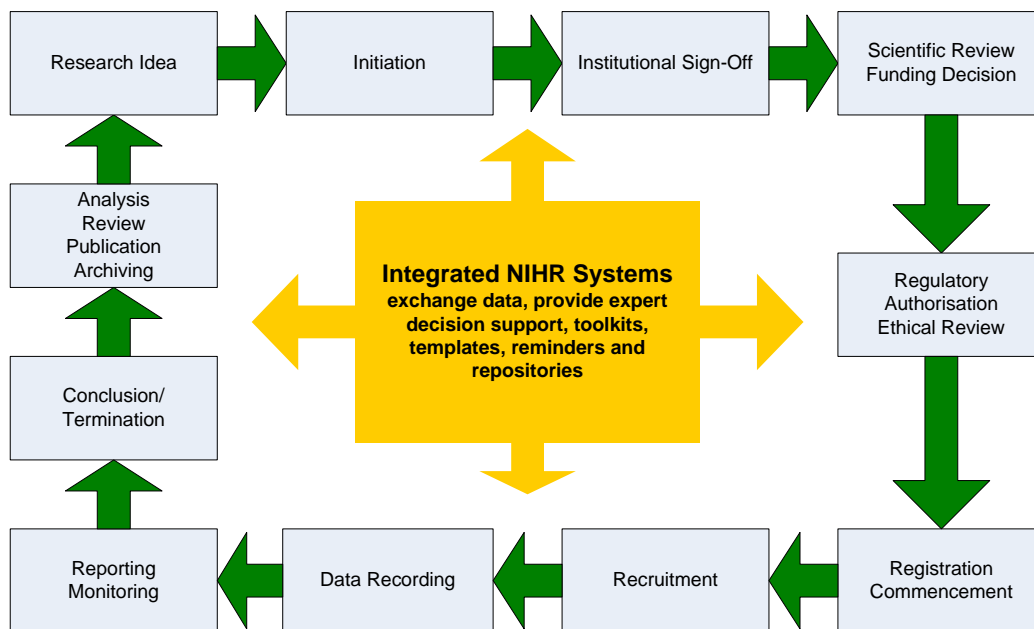 Research Idea
Initiation
Institutional Sign-Off
Scientific Review
Funding Decision
Analysis
Review
Publication
Archiving
Integrated NIHR Systems
exchange data, provide expert
decision support, toolkits,
templates, reminders and
repositories
Regulatory
Authorisation
Ethical Review
Conclusion/
Termination
Reporting
Monitoring
Data Recording
Recruitment
Registration
Commencement